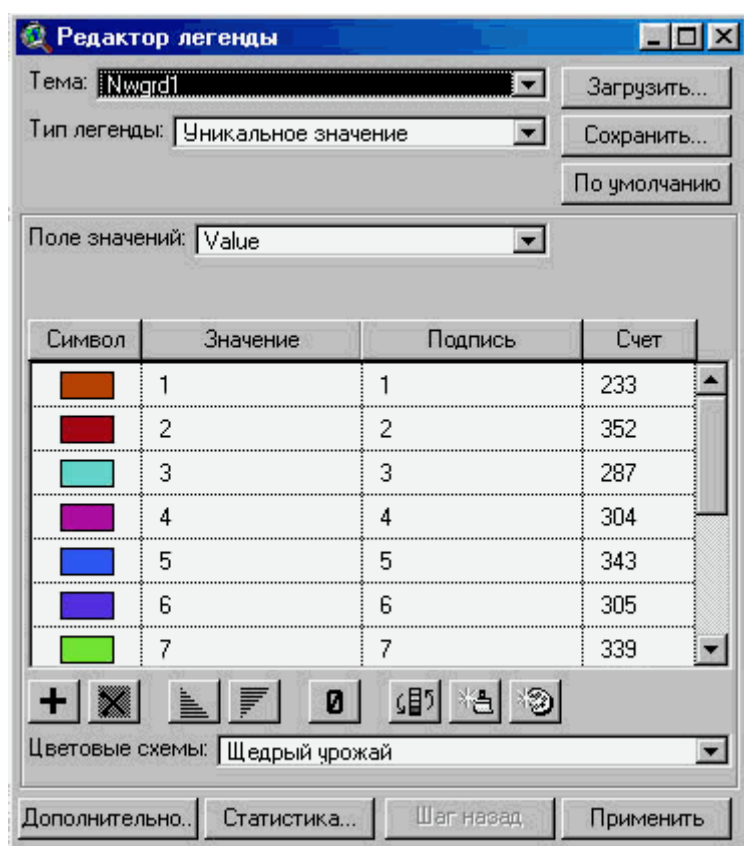 Редактор легенды
Тема: Nwgrd1
Загрузить...
Тип легенды: Уникальное значение
Сохранить...
По умолчанию
Поле значений: Value
Символ Значение Подпись Счет
1 1 233
2 2 352
3 3 287
4 4 304
5 5 343
6 6 305
7 7 339
0
Цветовые схемы: Щедрый урожай
Дополнительно.. Статистика... Шаг назад Применить